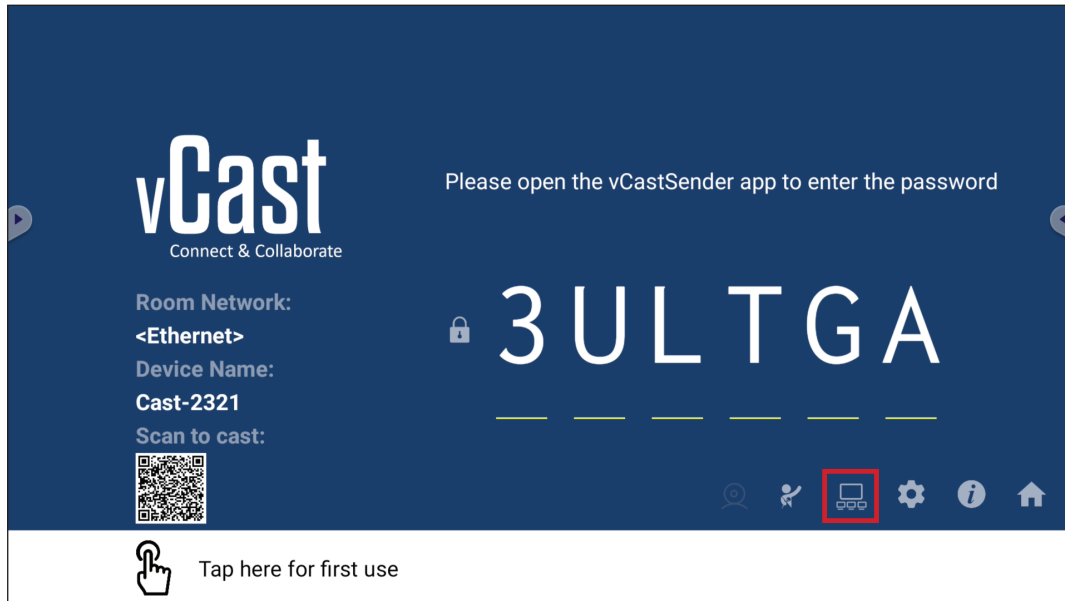 vCast
Connect & Collaborate
Please open the vCastSender app to enter the password
Room Network:
<Ethernet>
Device Name:
Cast-2321
Scan to cast:
3ULTGA
Tap here for first use